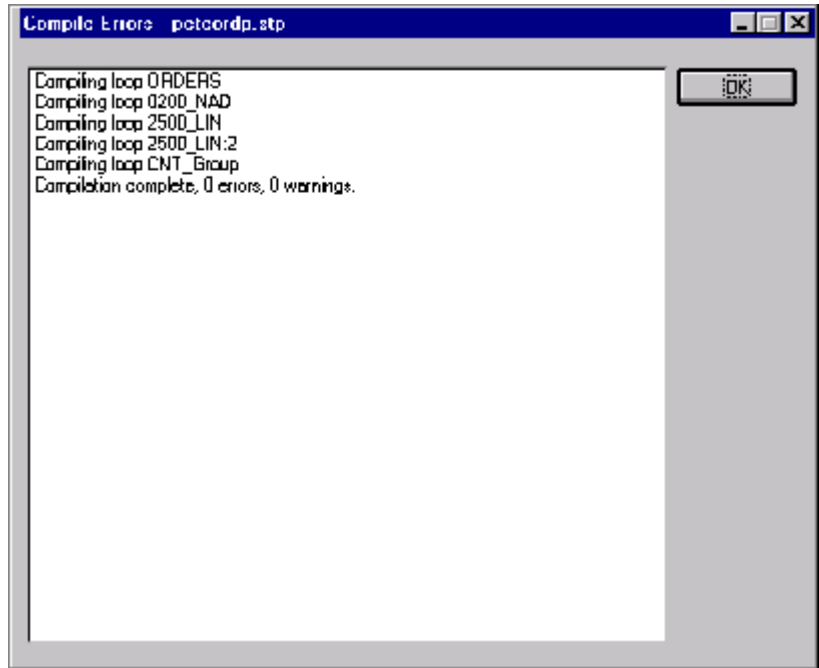 Compile Errors petcordp.stp
OK
Compiling loop ORDERS
Compiling loop 0200_NAD
Compiling loop 2500_LIN
Compiling loop 2500_LIN:2
Compiling loop CNT_Group
Compilation complete, 0 errors, 0 warnings.